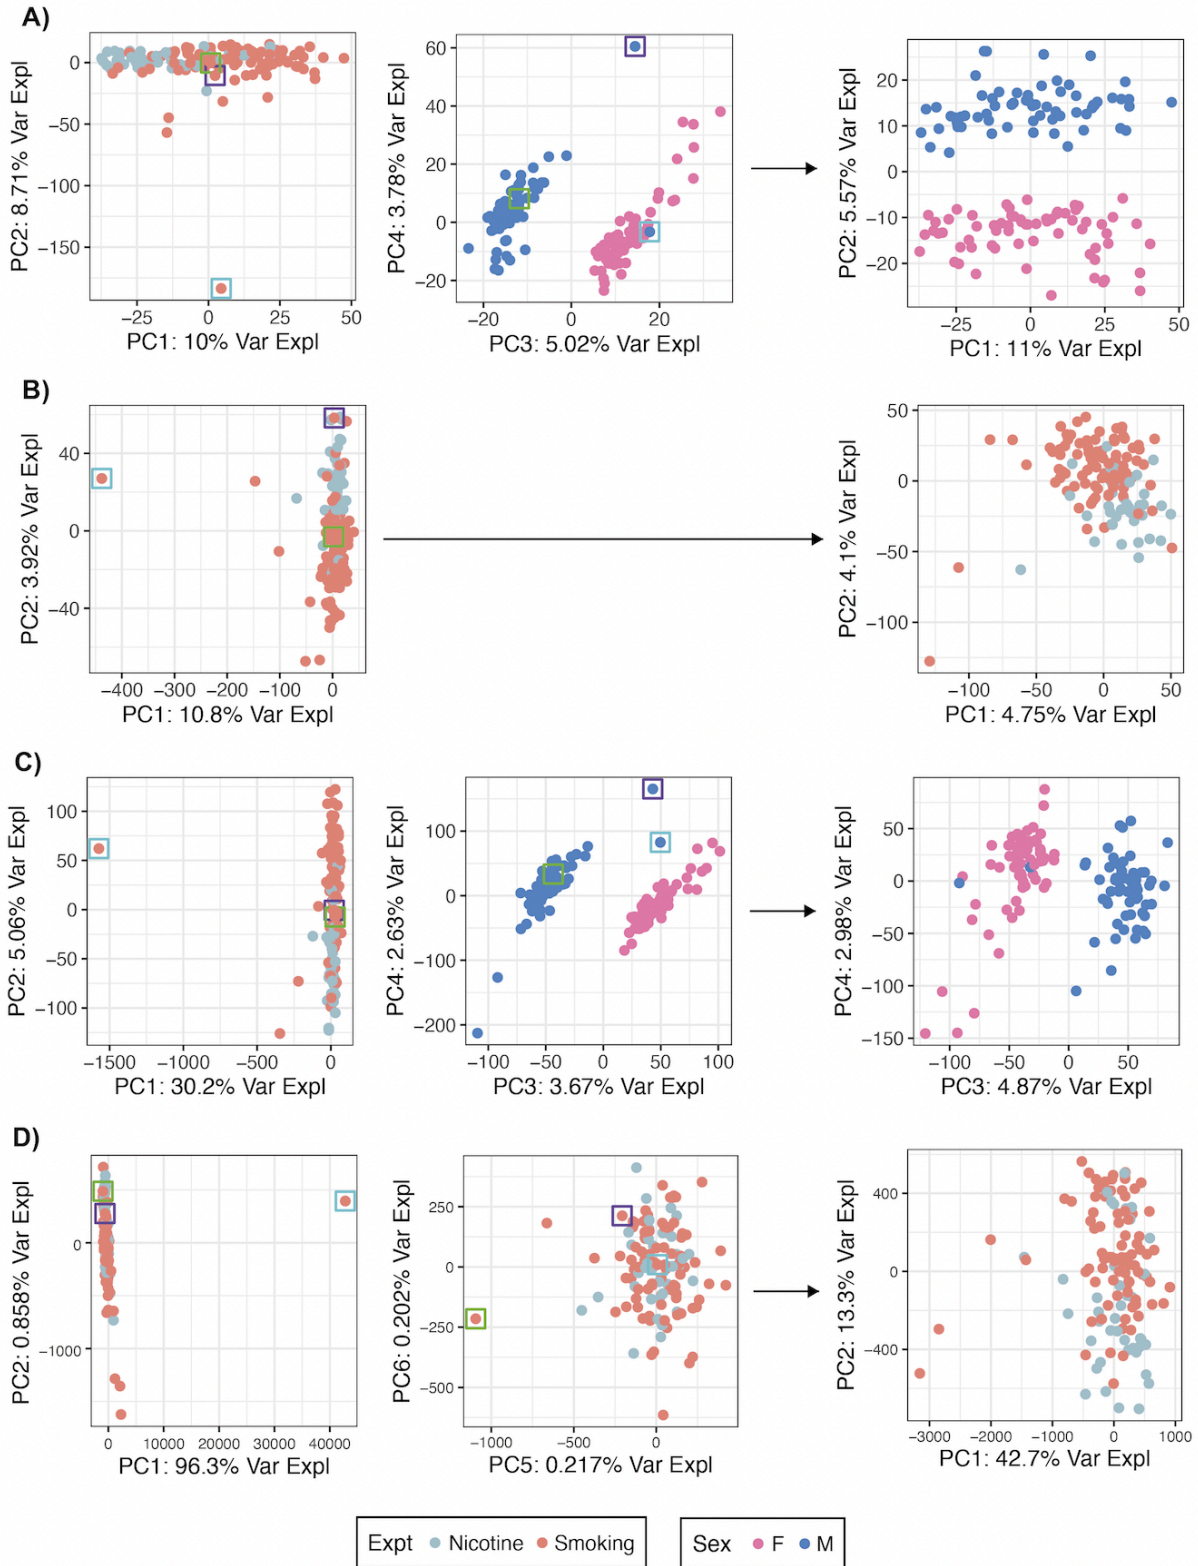 A)
PC2: 8.71% Var Expl
0
−50
−100
−150
−25 0 25 50
PC1: 10% Var Expl
PC4: 3.78% Var Expl
60
40
20
0
−20
−20 0 20
PC3: 5.02% Var Expl
PC2: 5.57% Var Expl
20
10
0
−10
−20
−25 0 25 50
PC1: 11% Var Expl
B)
PC2: 3.92% Var Expl
40
0
−40
−400 −300 −200 −100 0
PC1: 10.8% Var Expl
PC2: 4.1% Var Expl
50
0
−50
−100
−100 −50 0 50
PC1: 4.75% Var Expl
C)
PC2: 5.06% Var Expl
100
50
0
−50
−100
−1500 −1000 −500 0
PC1: 30.2% Var Expl
PC4: 2.63% Var Expl
100
0
−100
−200
−100 −50 0 50 100
PC3: 3.67% Var Expl
PC4: 2.98% Var Expl
50
0
−50
−100
−150
−100 −50 0 50
PC3: 4.87% Var Expl
D)
PC2: 0.858% Var Expl
0
−1000
0 10000 20000 30000 40000
PC1: 96.3% Var Expl
PC6: 0.202% Var Expl
250
0
−250
−500
−1000 −500 0
PC5: 0.217% Var Expl
PC2: 13.3% Var Expl
400
0
−400
−3000 −2000 −1000 0 1000
PC1: 42.7% Var Expl
Expt Nicotine Smoking
Sex F M